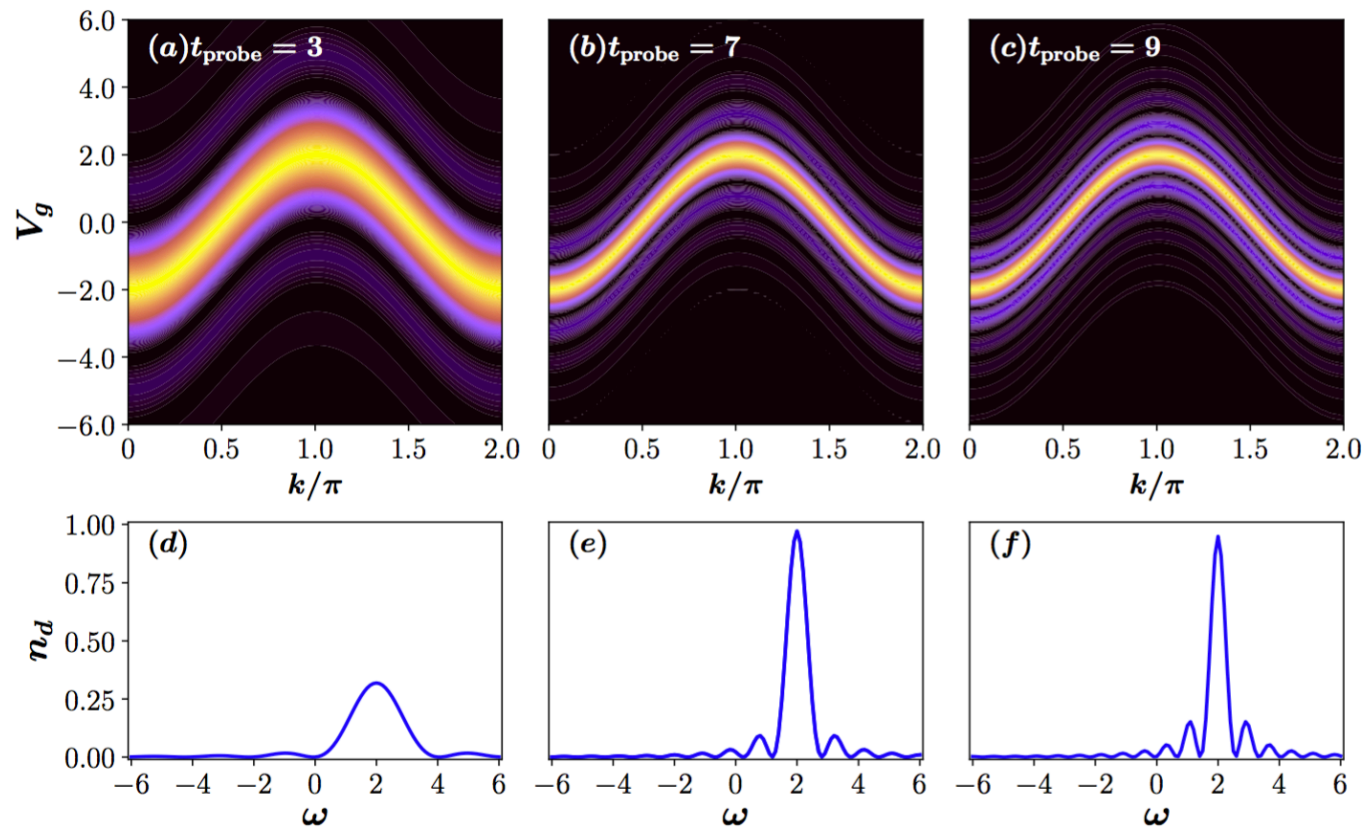 (a) t_probe = 3
(b) t_probe = 7
(c) t_probe = 9
V_g
6.0
4.0
2.0
0.0
−2.0
−4.0
−6.0
0 0.5 1.0 1.5 2.0
0 0.5 1.0 1.5 2.0
0 0.5 1.0 1.5 2.0
k/π
k/π
k/π
(d)
(e)
(f)
n_d
1.00
0.75
0.50
0.25
0.00
−6 −4 −2 0 2 4 6
−6 −4 −2 0 2 4 6
−6 −4 −2 0 2 4 6
ω
ω
ω